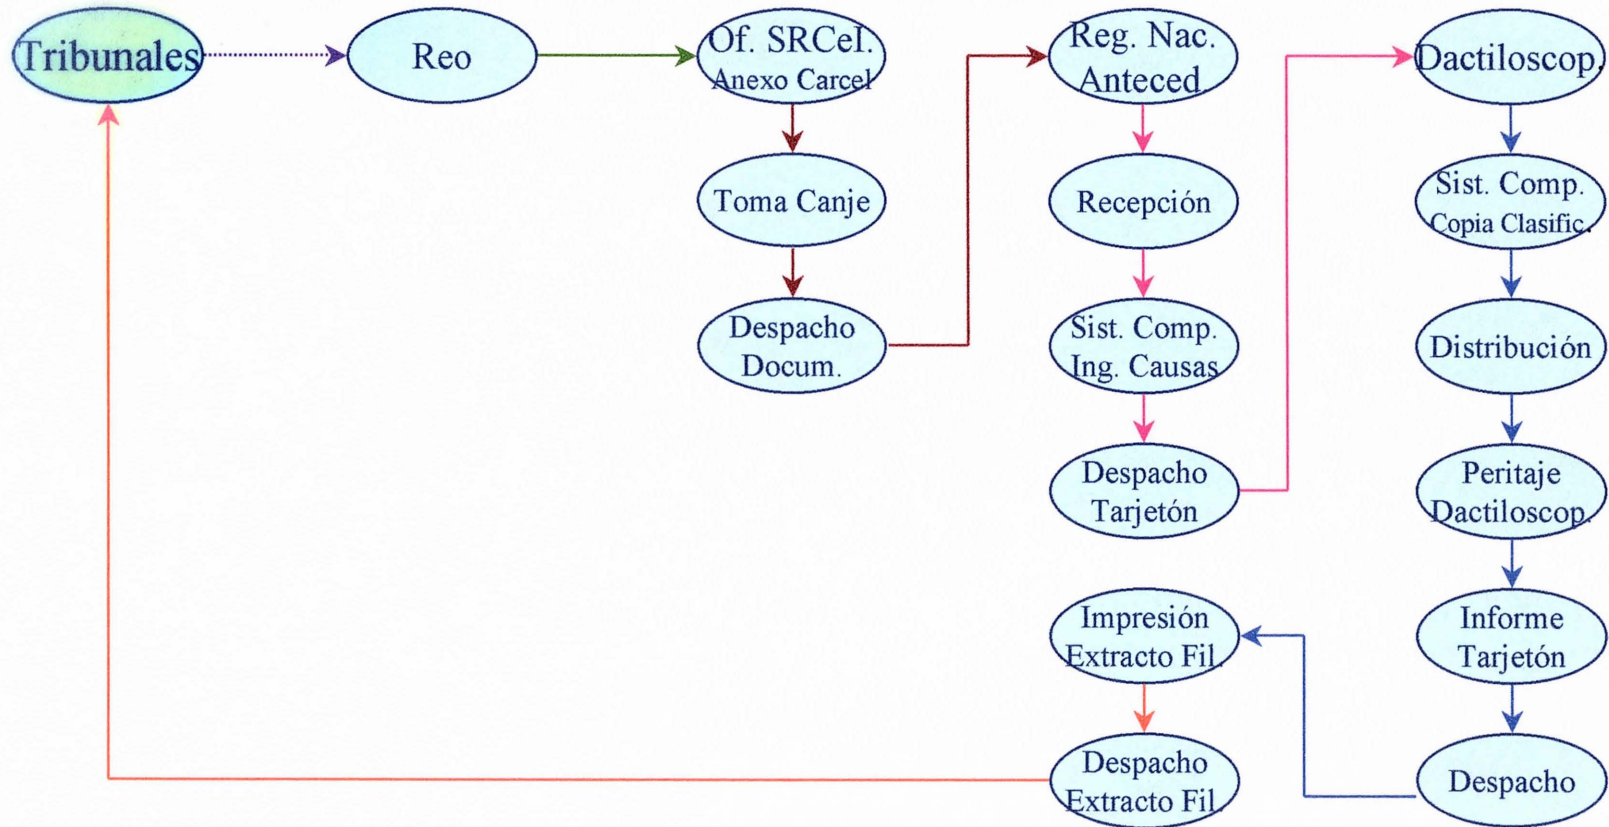 Tribunales
Reo
Of. SRCeI.
Anexo Carcel
Toma Canje
Despacho
Docum.
Reg. Nac.
Anteced.
Recepción
Sist. Comp.
Ing. Causas
Despacho
Tarjetón
Dactiloscop.
Sist. Comp.
Copia Clasific.
Distribución
Peritaje
Dactiloscop.
Informe
Tarjetón
Despacho
Impresión
Extracto Fil.
Despacho
Extracto Fil.